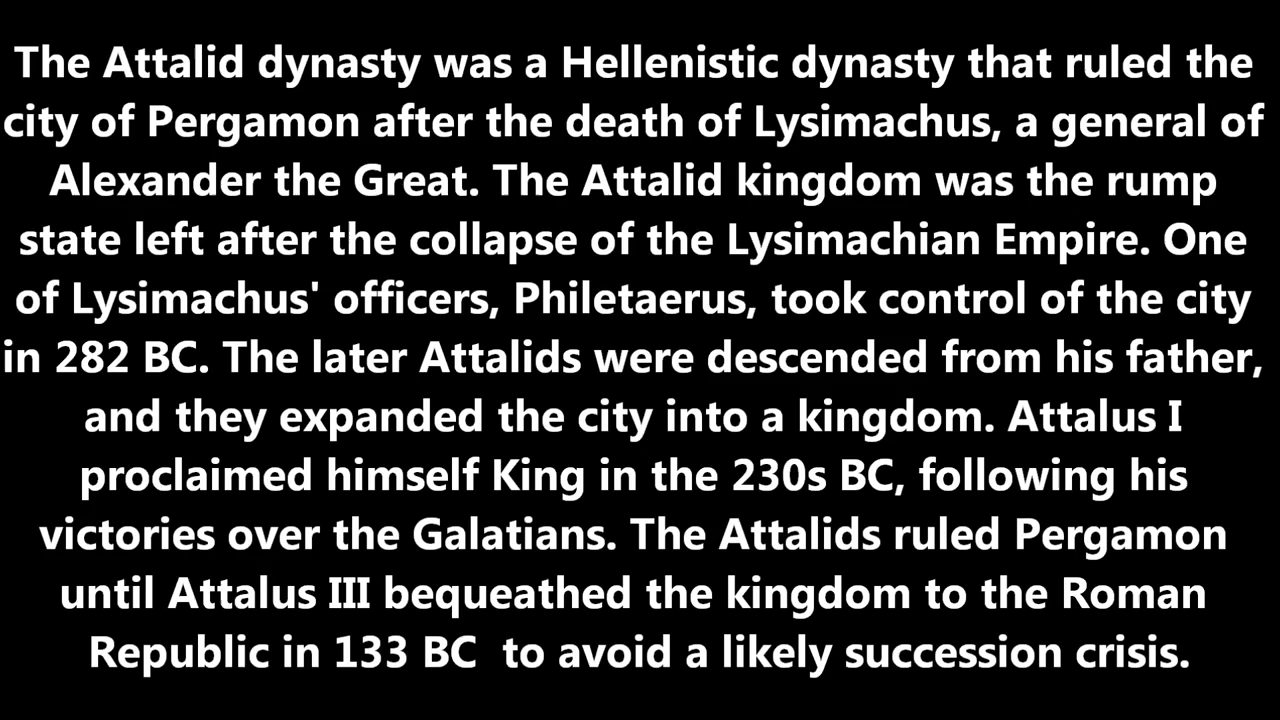 The Attalid dynasty was a Hellenistic dynasty that ruled the
city of Pergamon after the death of Lysimachus, a general of
Alexander the Great. The Attalid kingdom was the rump
state left after the collapse of the Lysimachian Empire. One
of Lysimachus' officers, Philetaerus, took control of the city
in 282 BC. The later Attalids were descended from his father,
and they expanded the city into a kingdom. Attalus I
proclaimed himself King in the 230s BC, following his
victories over the Galatians. The Attalids ruled Pergamon
until Attalus III bequeathed the kingdom to the Roman
Republic in 133 BC  to avoid a likely succession crisis.